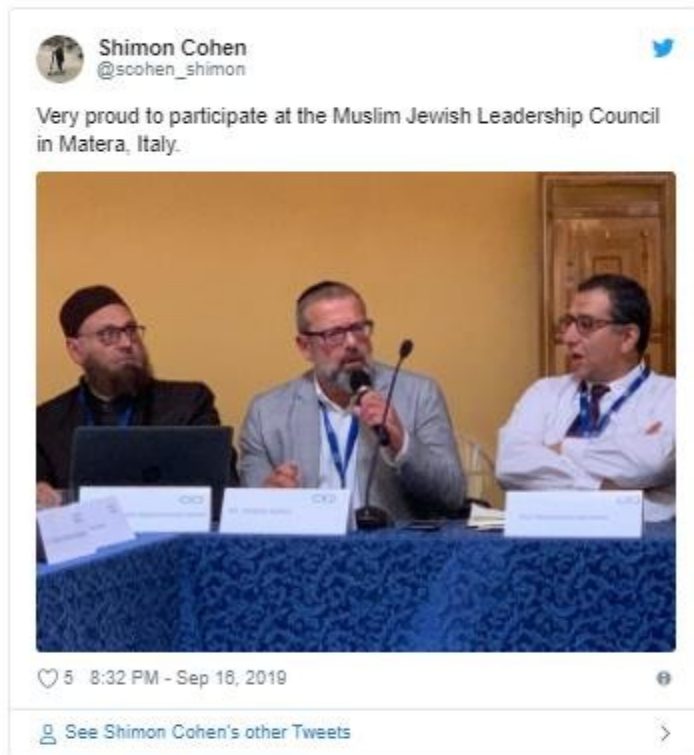 Shimon Cohen
@scohen_shimon
Very proud to participate at the Muslim Jewish Leadership Council
in Matera, Italy.
5 8:32 PM - Sep 16, 2019
See Shimon Cohen's other Tweets